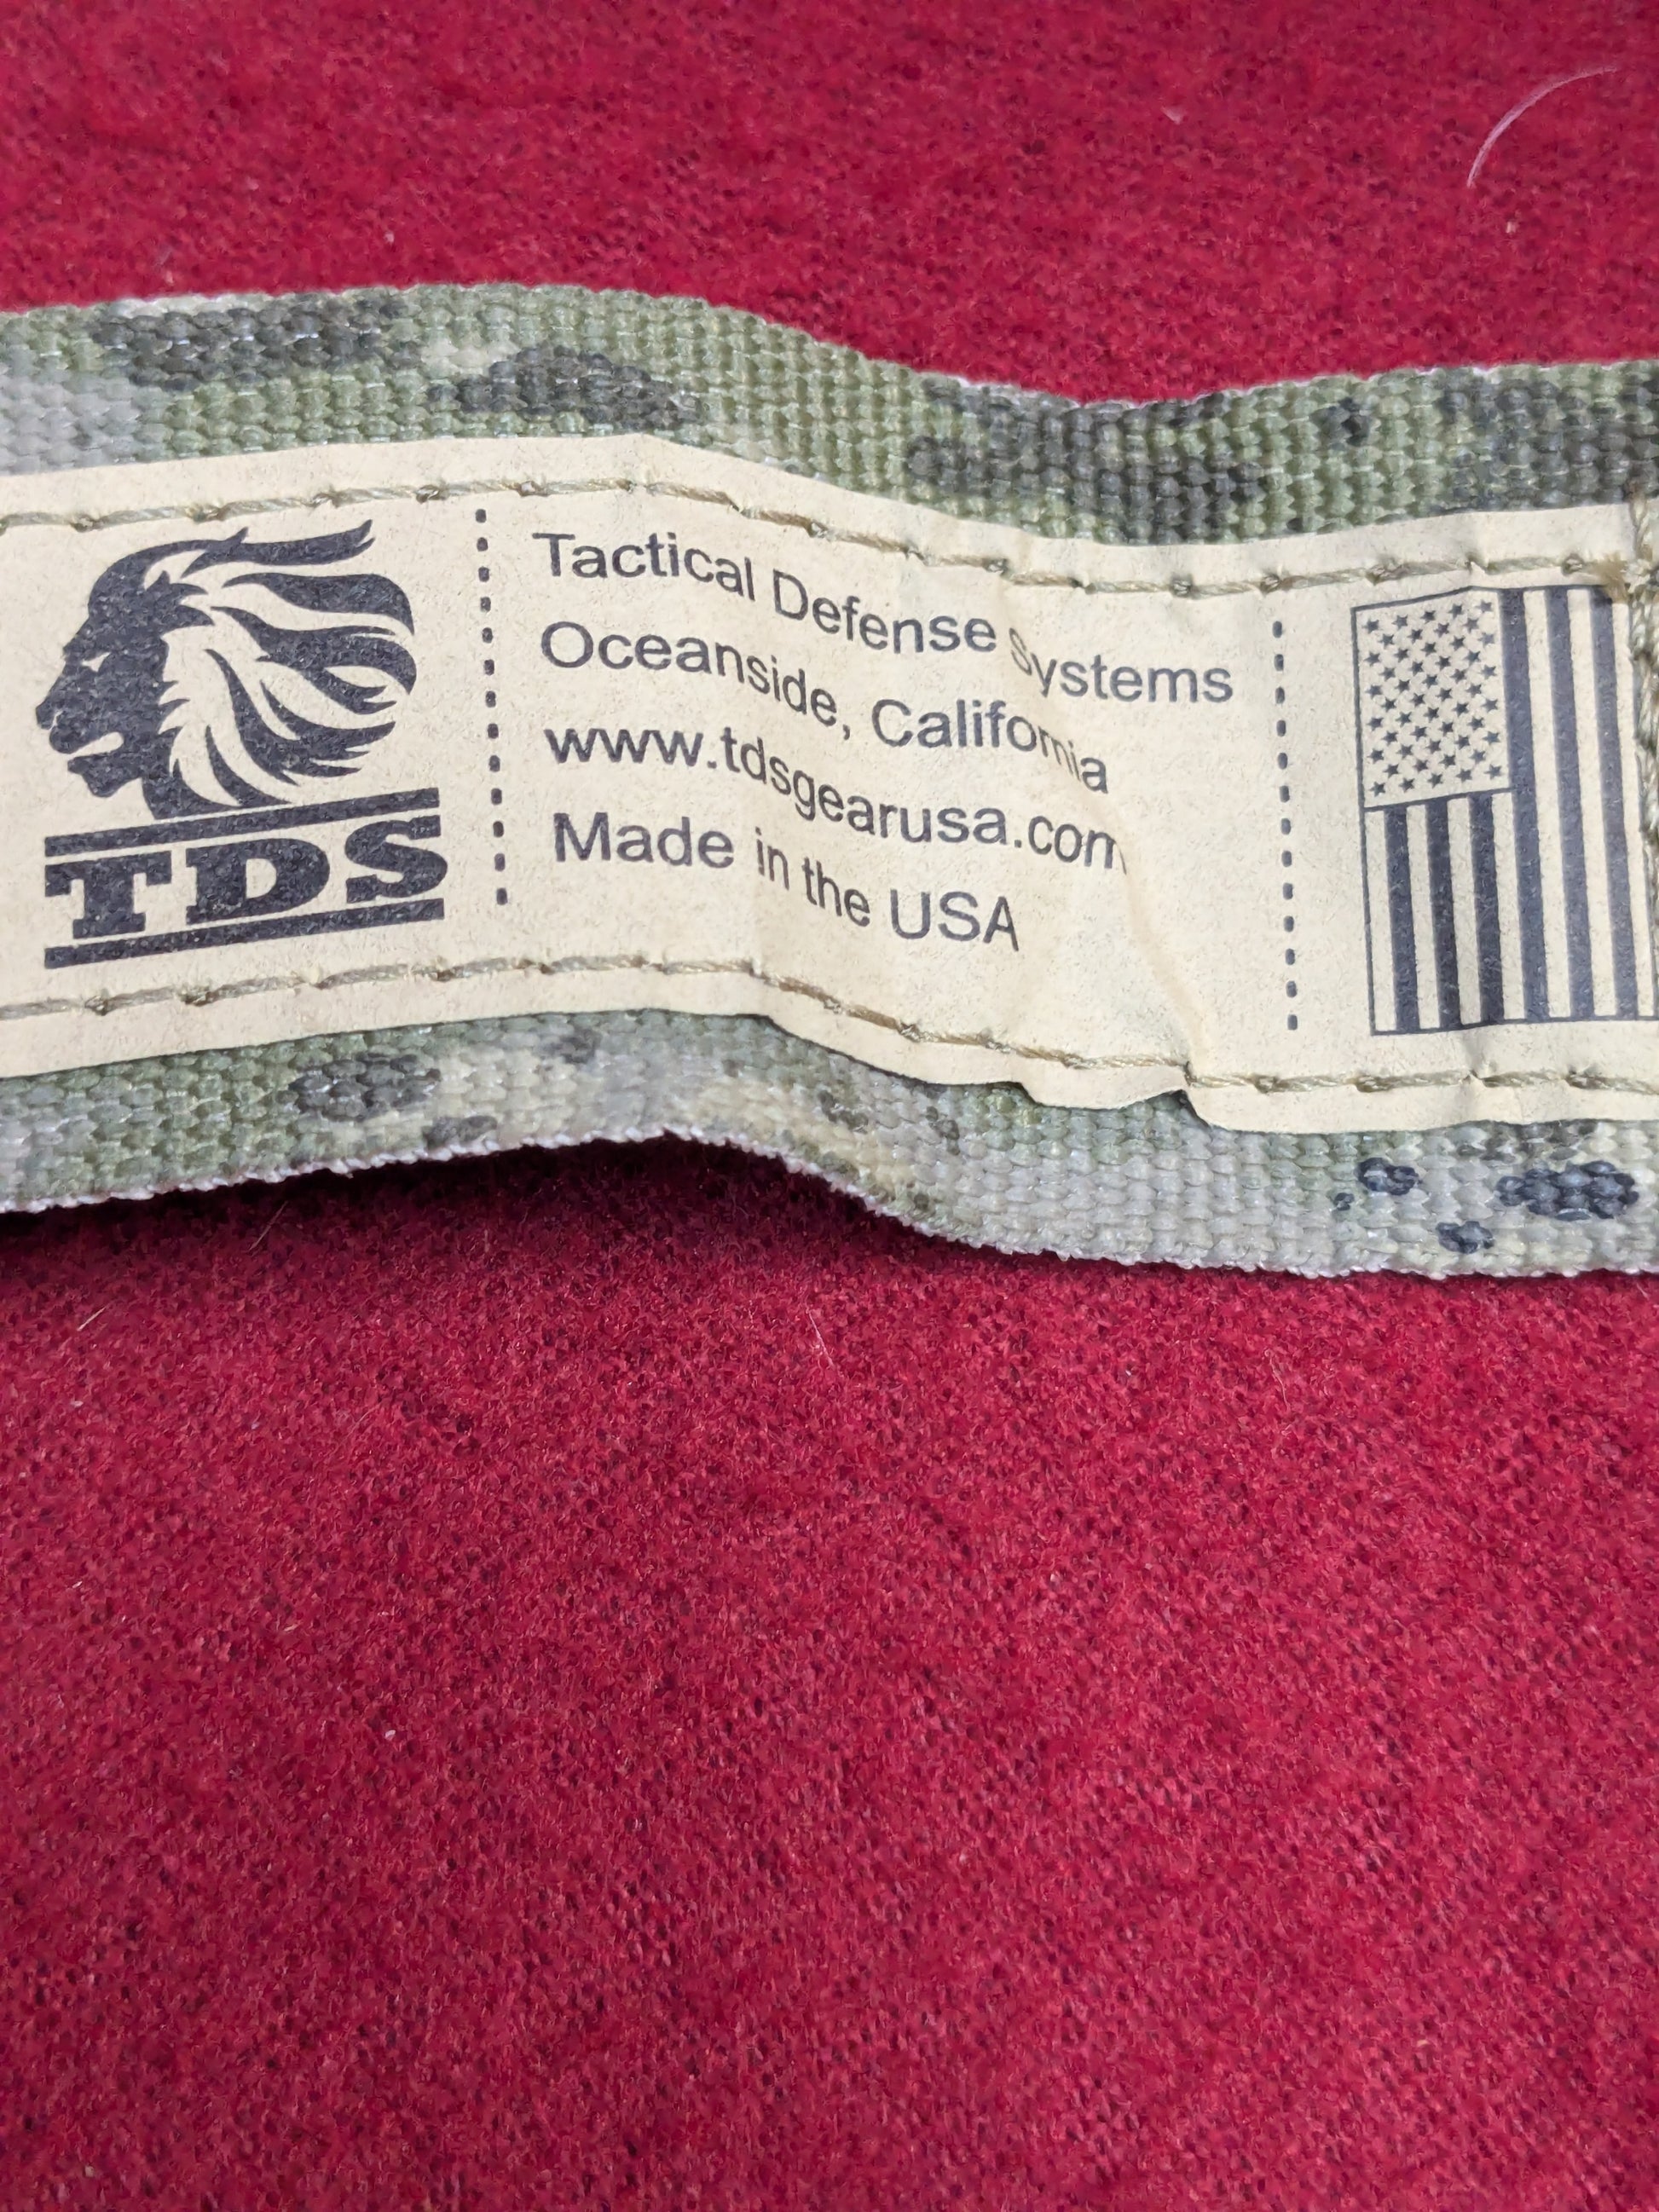 TDS
Tactical Defense Systems
Oceanside, California
www.tdsgearusa.com
Made in the USA